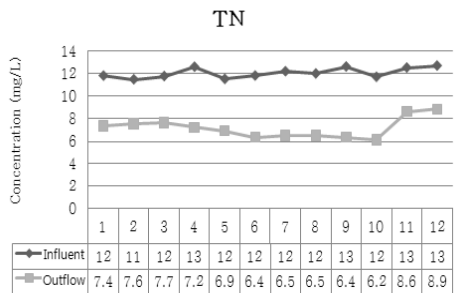 TN
Concentration (mg/L)
14
12
10
8
6
4
2
0
1 2 3 4 5 6 7 8 9 10 11 12
Influent 12 11 12 13 12 12 12 12 13 12 13 13
Outflow 7.4 7.6 7.7 7.2 6.9 6.4 6.5 6.5 6.4 6.2 8.6 8.9